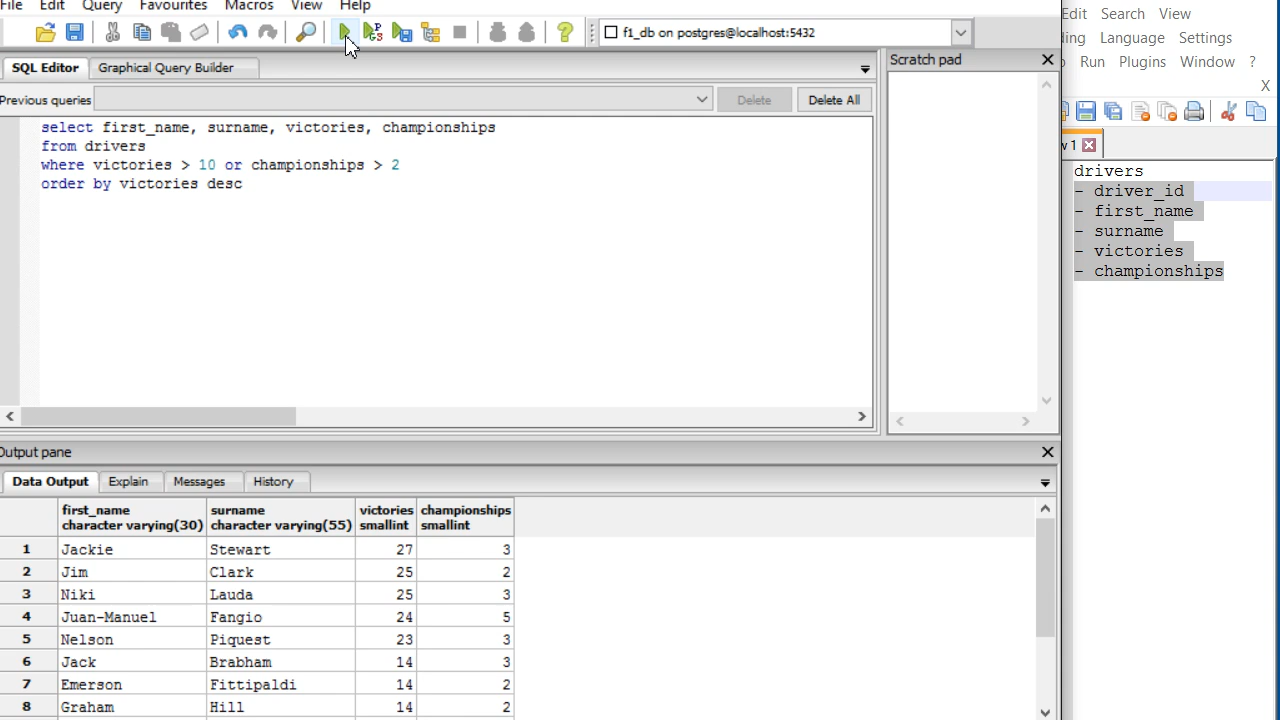 File Edit Query Favourites Macros View Help
f1_db on postgres@localhost:5432
SQL Editor Graphical Query Builder
Previous queries Delete Delete All
select first_name, surname, victories, championships
from drivers
where victories > 10 or championships > 2
order by victories desc
Scratch pad
Edit Search View
Language Settings
Run Plugins Window ?
X
drivers
- driver_id
- first_name
- surname
- victories
- championships
Output pane
Data Output Explain Messages History
first_name surname victories championships
character varying(30) character varying(55) smallint smallint
1 Jackie Stewart 27 3
2 Jim Clark 25 2
3 Niki Lauda 25 3
4 Juan-Manuel Fangio 24 5
5 Nelson Piquest 23 3
6 Jack Brabham 14 3
7 Emerson Fittipaldi 14 2
8 Graham Hill 14 2